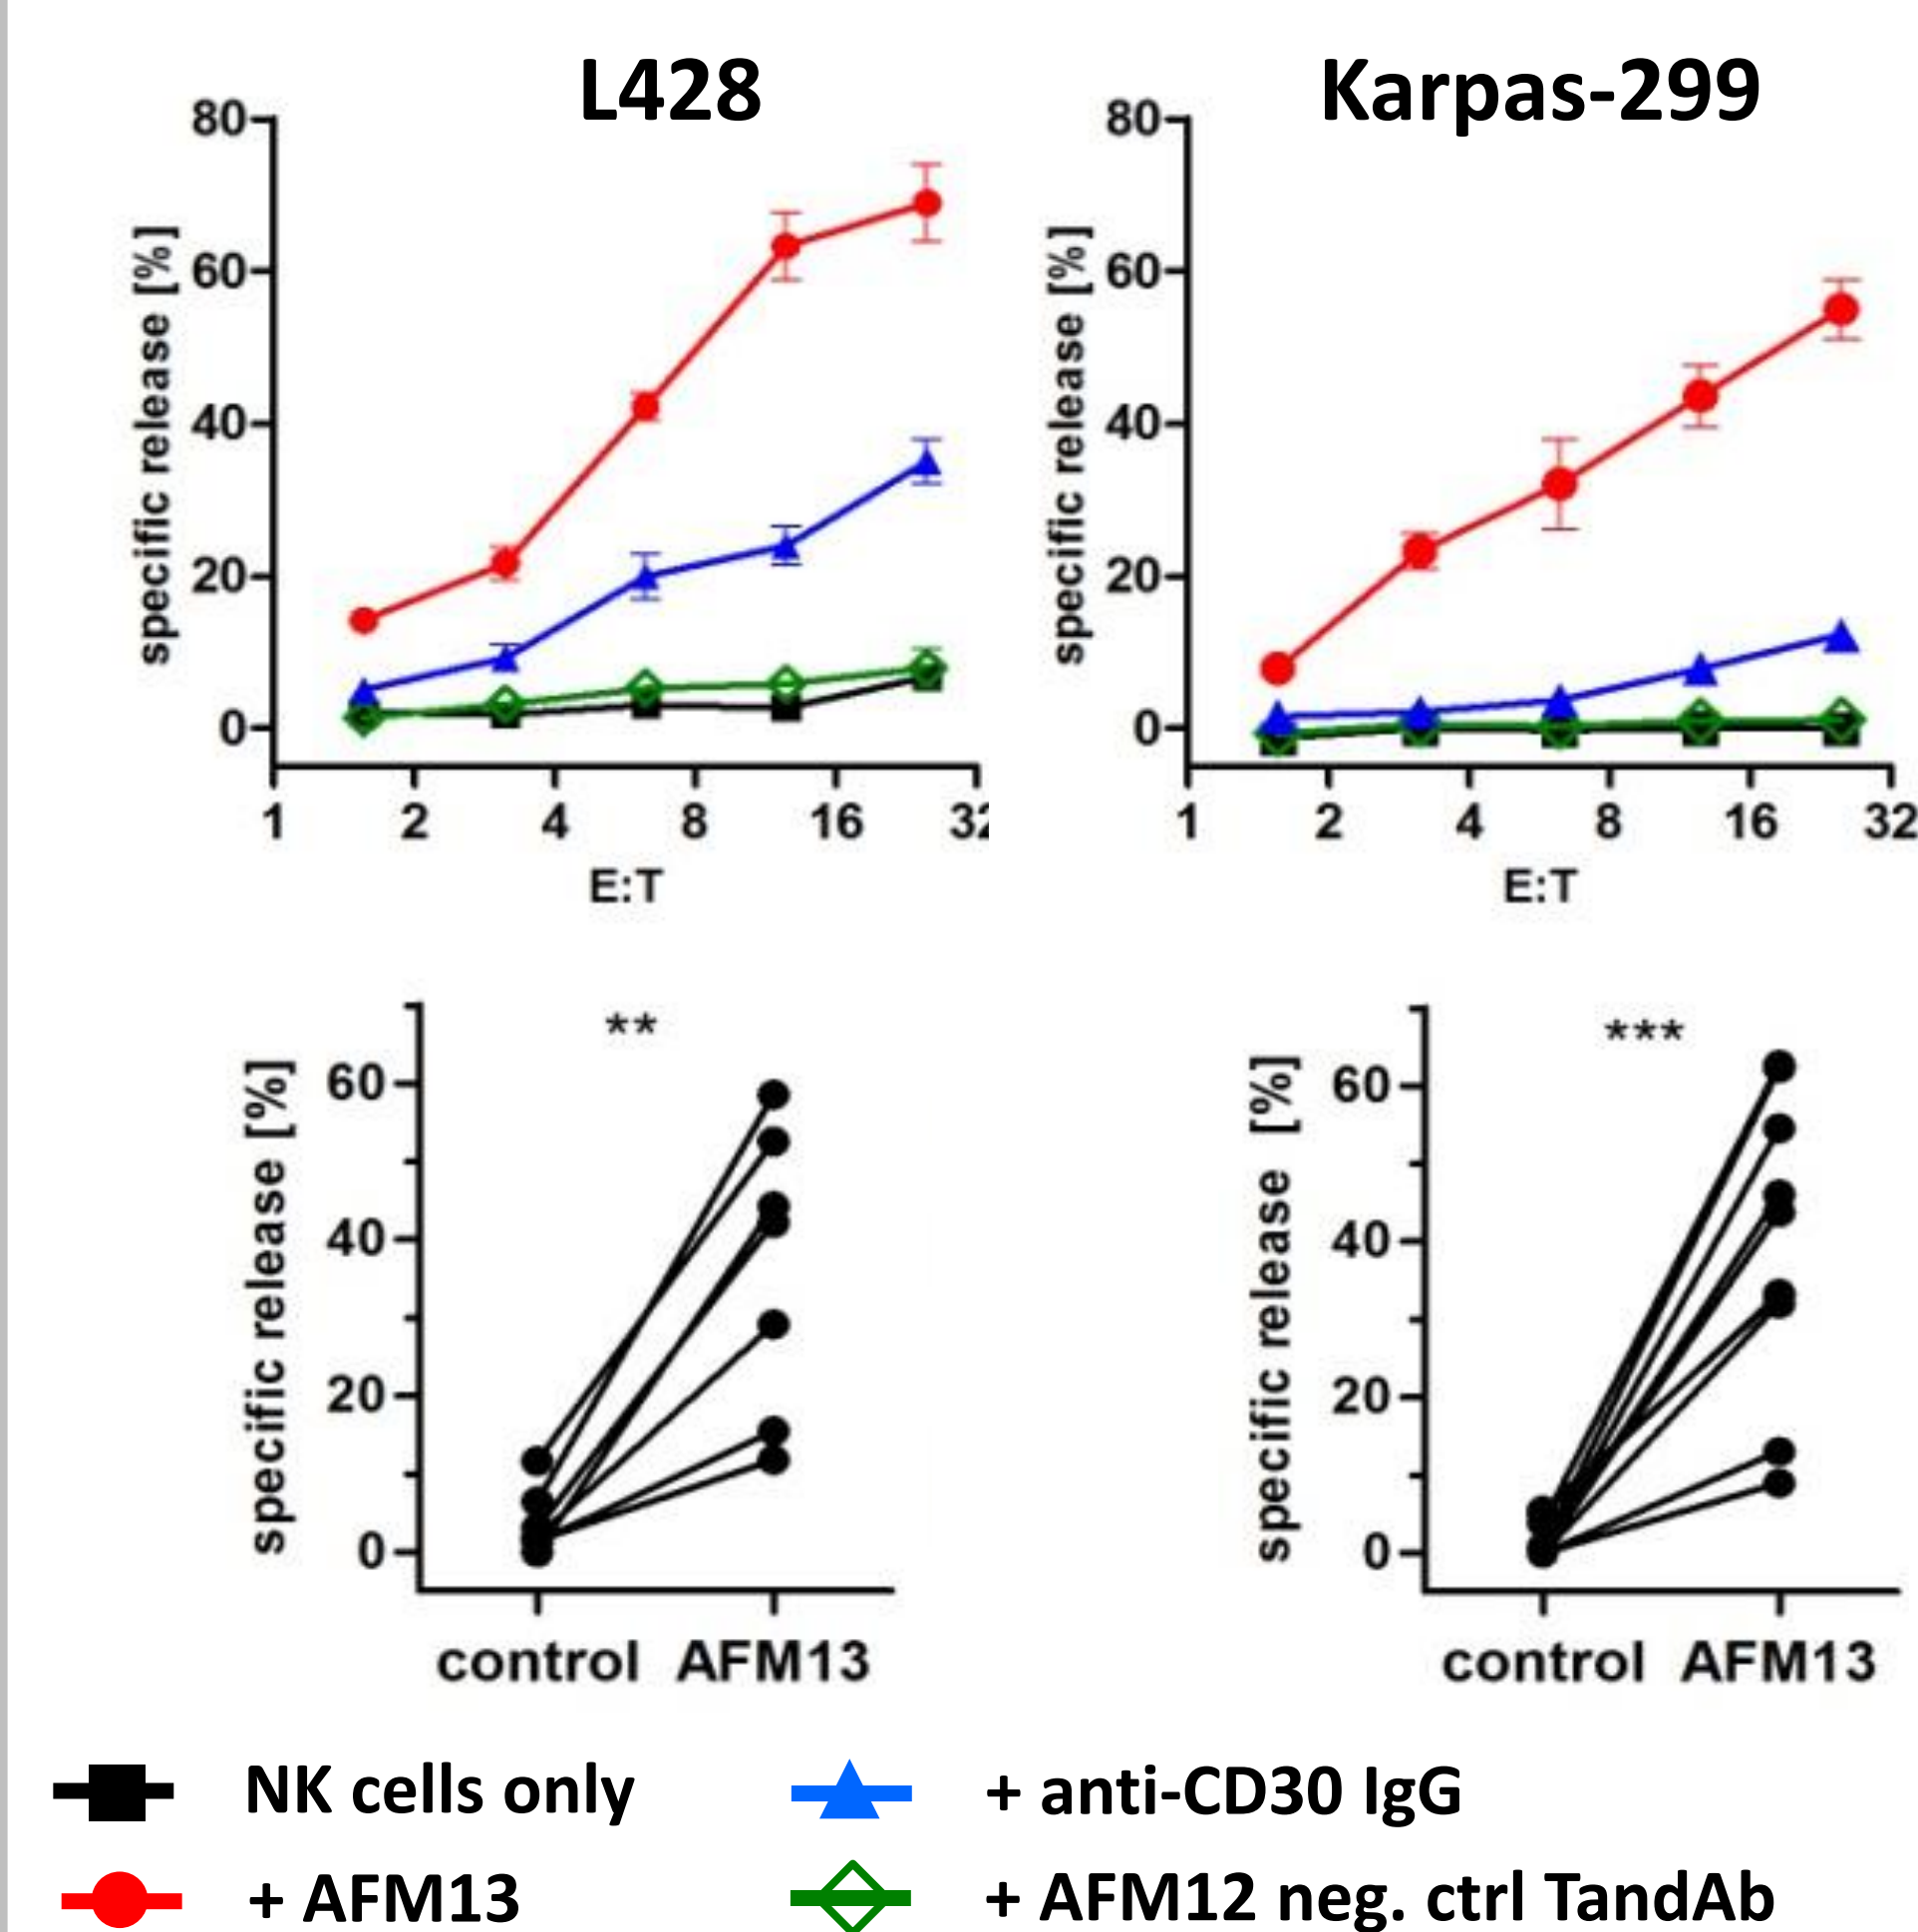 L428
80
60
40
20
0
specific release [%]
1 2 4 8 16 32
E:T
Karpas-299
80
60
40
20
0
specific release [%]
1 2 4 8 16 32
E:T
**
60
40
20
0
specific release [%]
control AFM13
***
60
40
20
0
specific release [%]
control AFM13
NK cells only
+ anti-CD30 IgG
+ AFM13
+ AFM12 neg. ctrl TandAb